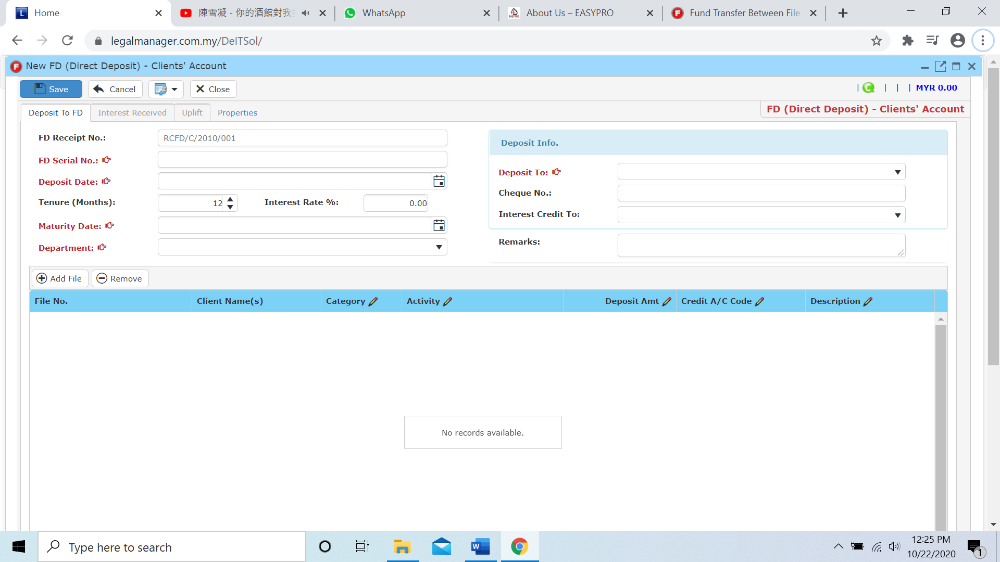 Home
陳雪凝 - 你的酒館對我
WhatsApp
About Us – EASYPRO
Fund Transfer Between File
legalmanager.com.my/DeITSol/
New FD (Direct Deposit) - Clients' Account
Save
Cancel
Close
| | | | MYR 0.00
Deposit To FD
Interest Received
Uplift
Properties
FD (Direct Deposit) - Clients' Account
FD Receipt No.:
RCFD/C/2010/001
FD Serial No.:
Deposit Date:
Tenure (Months):
12
Interest Rate %:
0.00
Maturity Date:
Department:
Deposit Info.
Deposit To:
Cheque No.:
Interest Credit To:
Remarks:
Add File
Remove
File No.
Client Name(s)
Category
Activity
Deposit Amt
Credit A/C Code
Description
No records available.
Type here to search
12:25 PM
10/22/2020
1